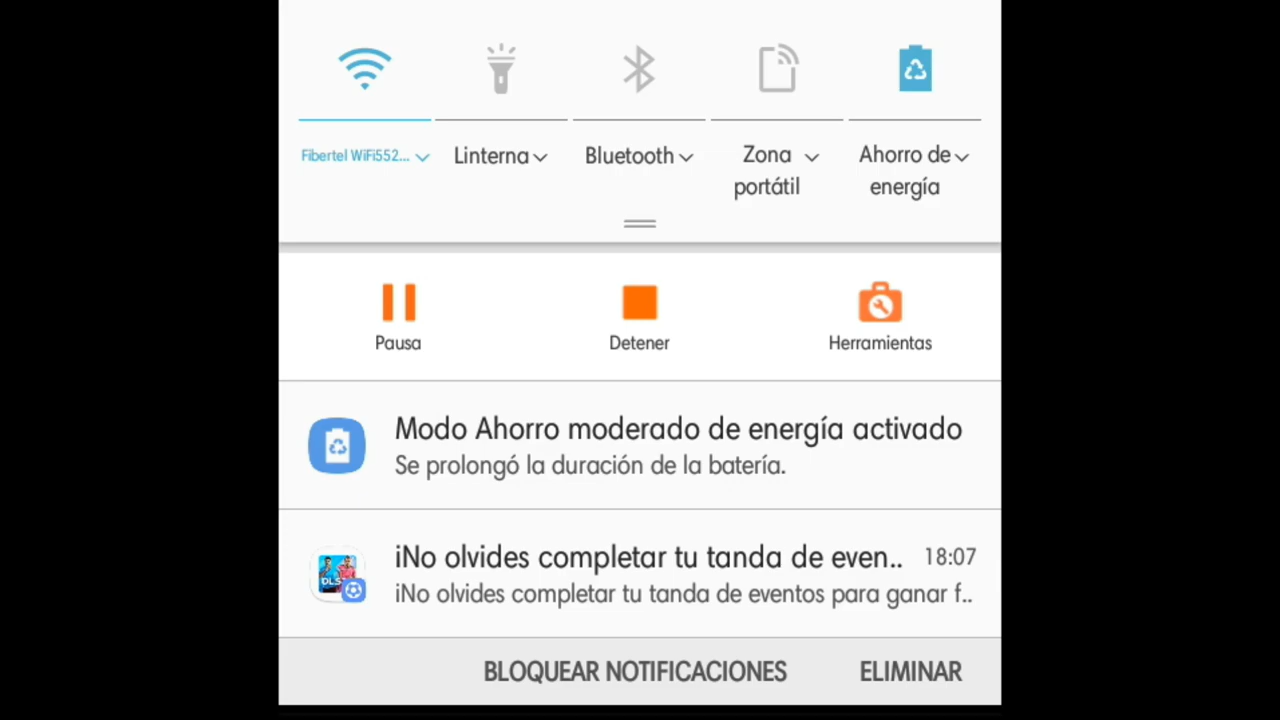 Fibertel WiFi552...
Linterna
Bluetooth
Zona
portátil
Ahorro de
energía
Pausa
Detener
Herramientas
Modo Ahorro moderado de energía activado
Se prolongó la duración de la batería.
¡No olvides completar tu tanda de even.. 18:07
¡No olvides completar tu tanda de eventos para ganar f..
DLS
BLOQUEAR NOTIFICACIONES
ELIMINAR